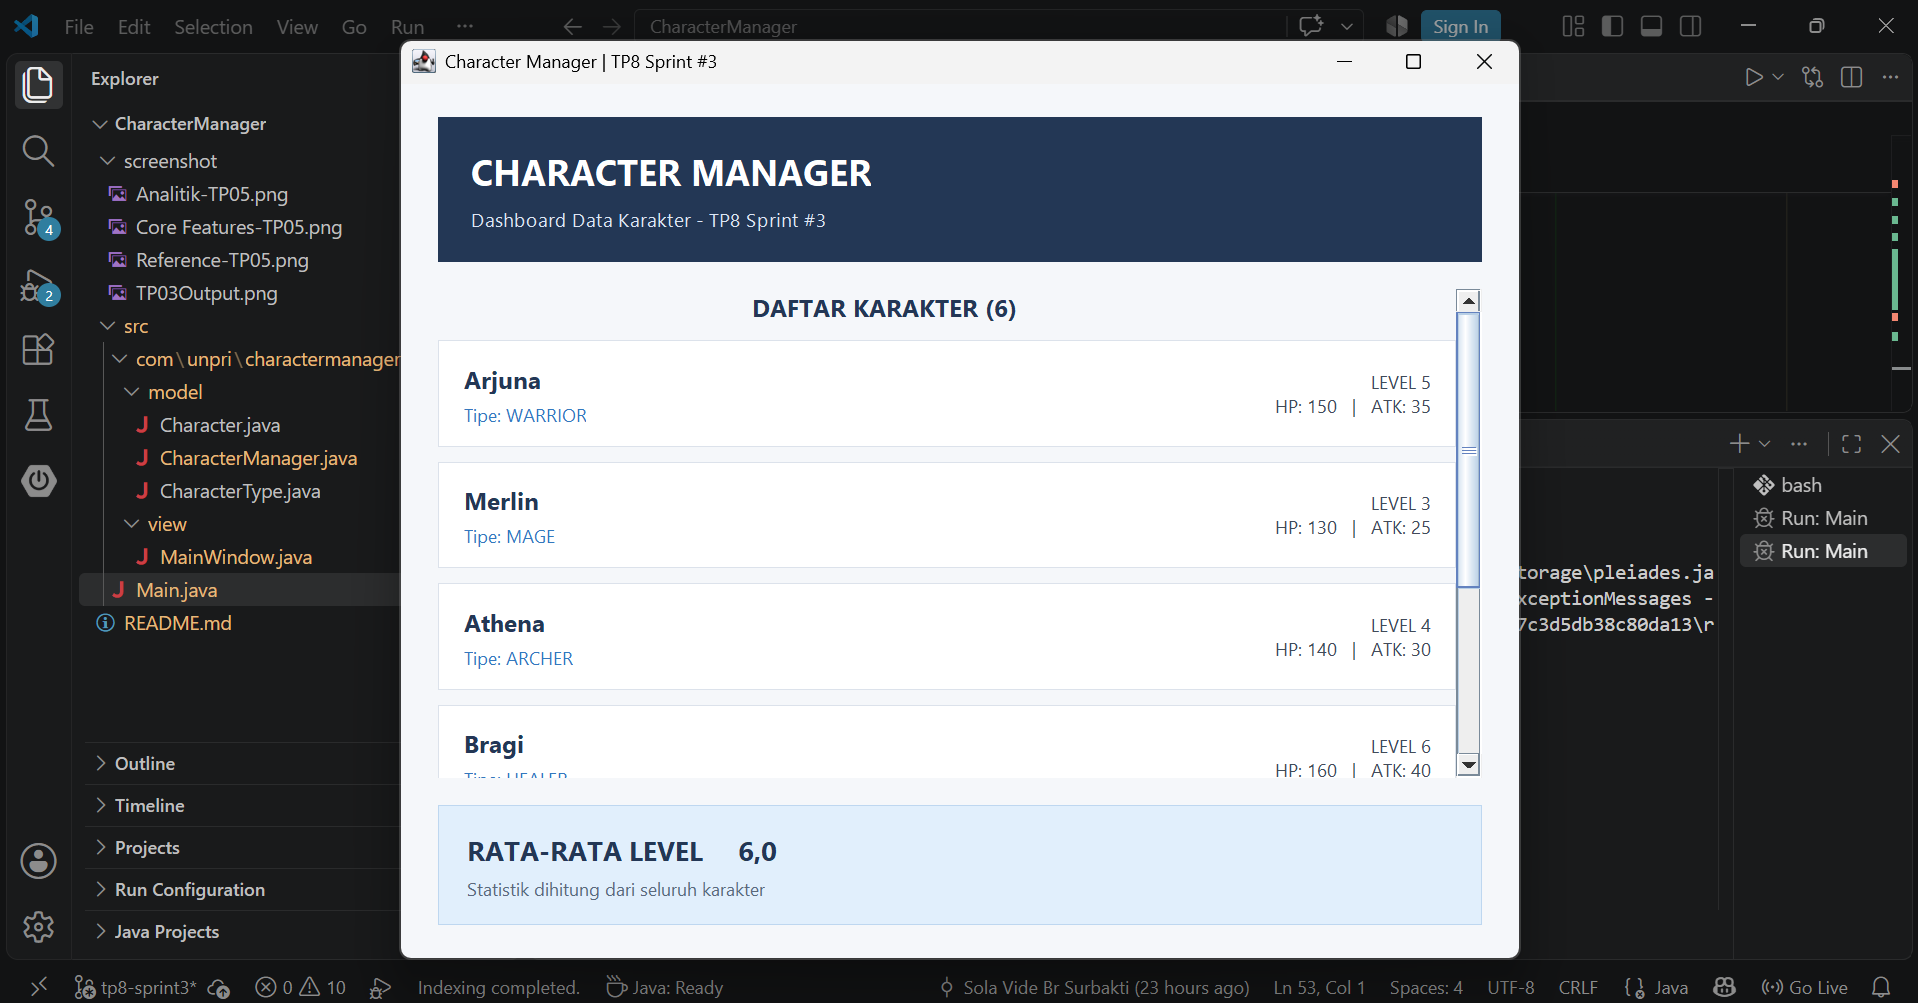 File Edit Selection View Go Run ··· CharacterManager Sign In
Character Manager | TP8 Sprint #3
Explorer
CharacterManager
screenshot
Analitik-TP05.png
Core Features-TP05.png
Reference-TP05.png
TP03Output.png
src
com\unpri\charactermanager
model
Character.java
CharacterManager.java
CharacterType.java
view
MainWindow.java
Main.java
README.md
Outline
Timeline
Projects
Run Configuration
Java Projects
4
2
CHARACTER MANAGER
Dashboard Data Karakter - TP8 Sprint #3
DAFTAR KARAKTER (6)
Arjuna
Tipe: WARRIOR
LEVEL 5
HP: 150 | ATK: 35
Merlin
Tipe: MAGE
LEVEL 3
HP: 130 | ATK: 25
Athena
Tipe: ARCHER
LEVEL 4
HP: 140 | ATK: 30
Bragi
Tipe: HEALER
LEVEL 6
HP: 160 | ATK: 40
RATA-RATA LEVEL 6,0
Statistik dihitung dari seluruh karakter
bash
Run: Main
Run: Main
torage\pleiades.ja
xceptionMessages -
7c3d5db38c80da13\r
tp8-sprint3* 0 10 Indexing completed. Java: Ready Sola Vide Br Surbakti (23 hours ago) Ln 53, Col 1 Spaces: 4 UTF-8 CRLF {} Java Go Live